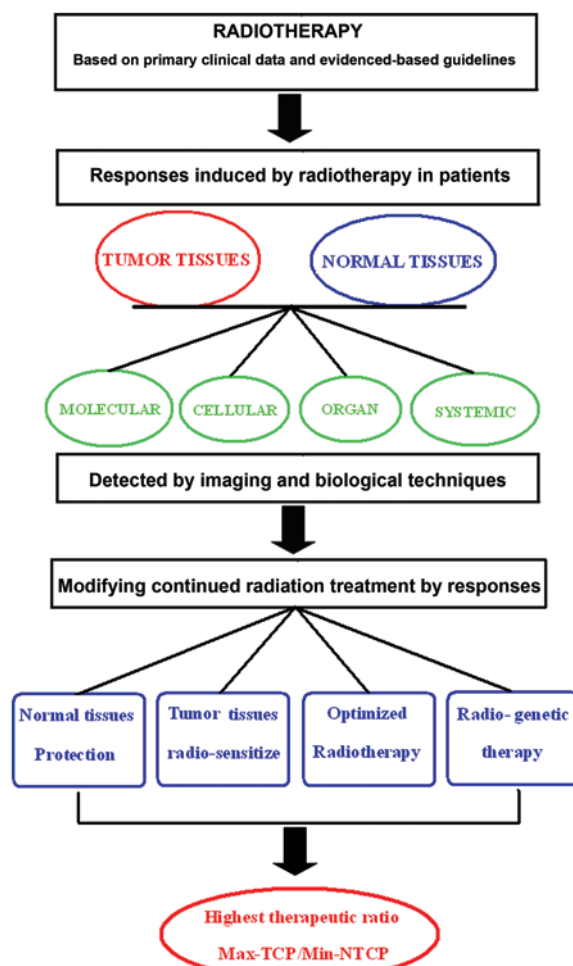 RADIOTHERAPY
Based on primary clinical data and evidenced-based guidelines
Responses induced by radiotherapy in patients
TUMOR TISSUES
NORMAL TISSUES
MOLECULAR
CELLULAR
ORGAN
SYSTEMIC
Detected by imaging and biological techniques
Modifying continued radiation treatment by responses
Normal tissues
Protection
Tumor tissues
radio-sensitize
Optimized
Radiotherapy
Radio-genetic
therapy
Highest therapeutic ratio
Max-TCP/Min-NTCP